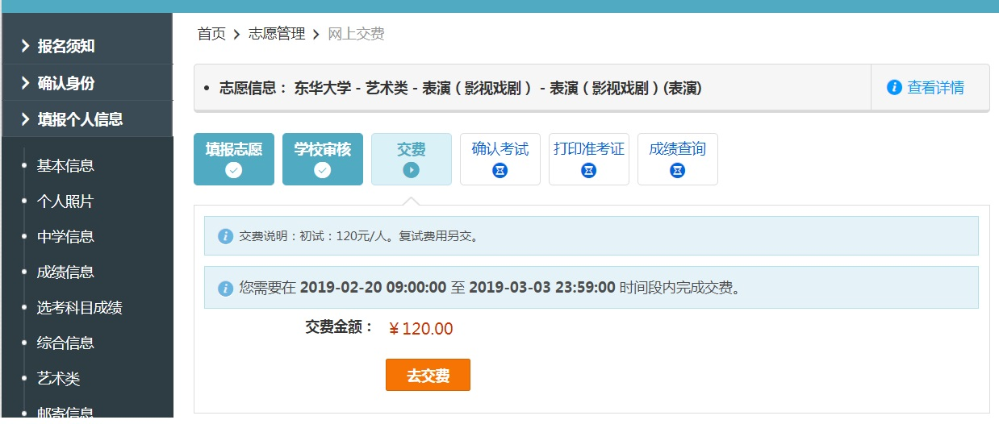 首页 > 志愿管理 > 网上交费
报名须知
确认身份
填报个人信息
基本信息
个人照片
中学信息
成绩信息
选考科目成绩
综合信息
艺术类
邮寄信息
志愿信息： 东华大学 - 艺术类 - 表演（影视戏剧） - 表演（影视戏剧）(表演)
查看详情
填报志愿
学校审核
交费
确认考试
打印准考证
成绩查询
交费说明：初试：120元/人。复试费用另交。
您需要在 2019-02-20 09:00:00 至 2019-03-03 23:59:00 时间段内完成交费。
交费金额： ¥120.00
去交费